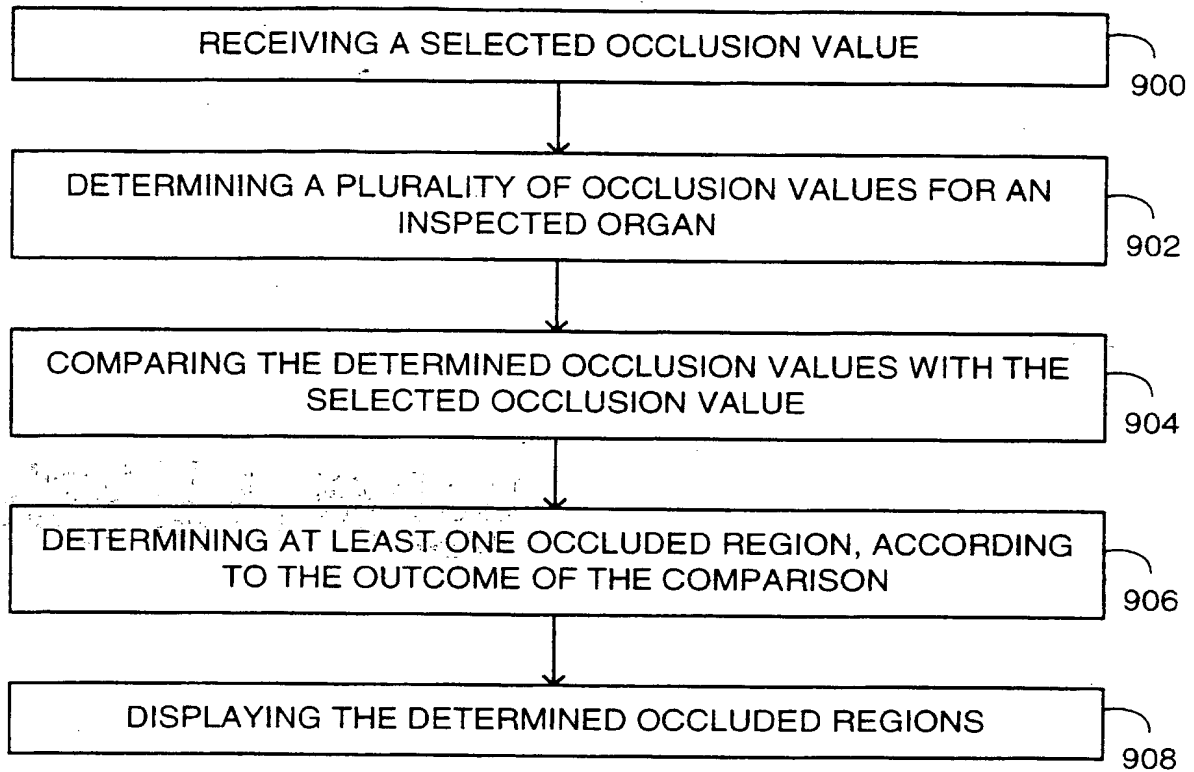 RECEIVING A SELECTED OCCLUSION VALUE
900
DETERMINING A PLURALITY OF OCCLUSION VALUES FOR AN
INSPECTED ORGAN
902
COMPARING THE DETERMINED OCCLUSION VALUES WITH THE
SELECTED OCCLUSION VALUE
904
DETERMINING AT LEAST ONE OCCLUDED REGION, ACCORDING
TO THE OUTCOME OF THE COMPARISON
906
DISPLAYING THE DETERMINED OCCLUDED REGIONS
908